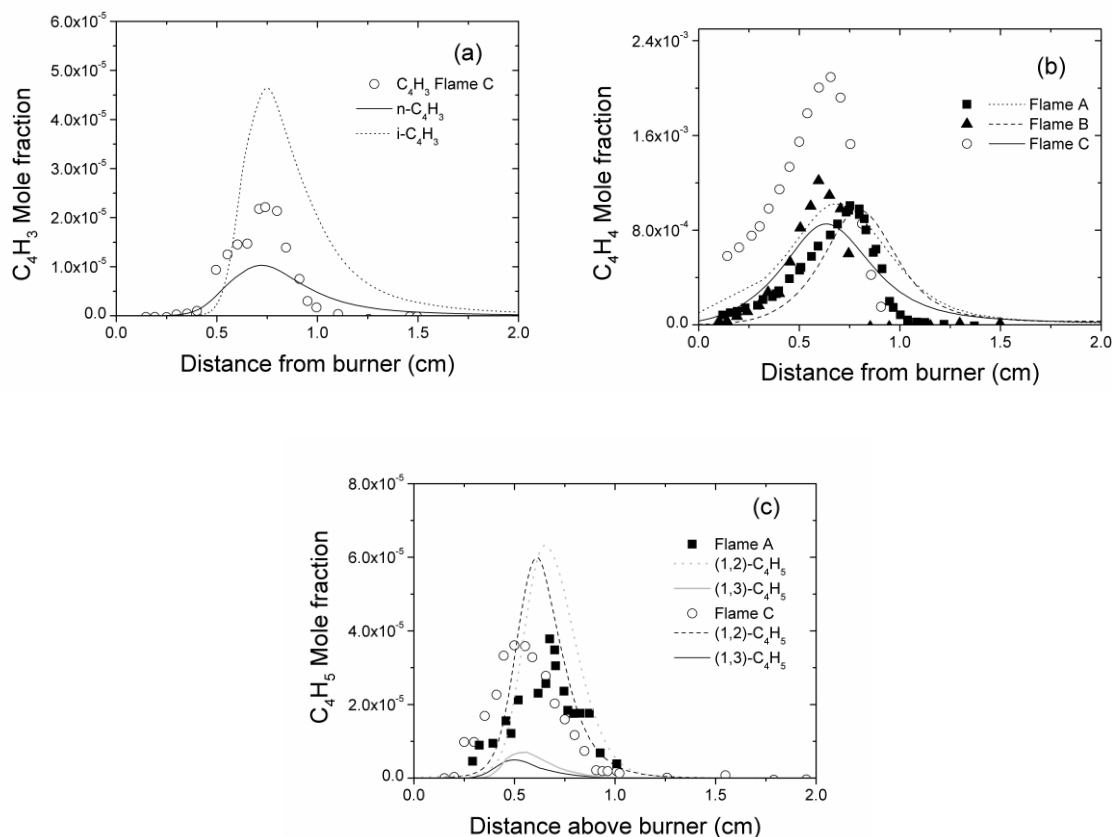 6.0x10⁻⁵
5.0x10⁻⁵
4.0x10⁻⁵
3.0x10⁻⁵
2.0x10⁻⁵
1.0x10⁻⁵
0.0
C₄H₃ Mole fraction
(a)
C₄H₃ Flame C
n-C₄H₃
i-C₄H₃
0.0 0.5 1.0 1.5 2.0
Distance from burner (cm)
2.4x10⁻³
1.6x10⁻³
8.0x10⁻⁴
0.0
C₄H₄ Mole fraction
(b)
Flame A
Flame B
Flame C
0.0 0.5 1.0 1.5 2.0
Distance from burner (cm)
8.0x10⁻⁵
6.0x10⁻⁵
4.0x10⁻⁵
2.0x10⁻⁵
0.0
C₄H₅ Mole fraction
(c)
Flame A
(1,2)-C₄H₅
(1,3)-C₄H₅
Flame C
(1,2)-C₄H₅
(1,3)-C₄H₅
0.0 0.5 1.0 1.5 2.0
Distance above burner (cm)